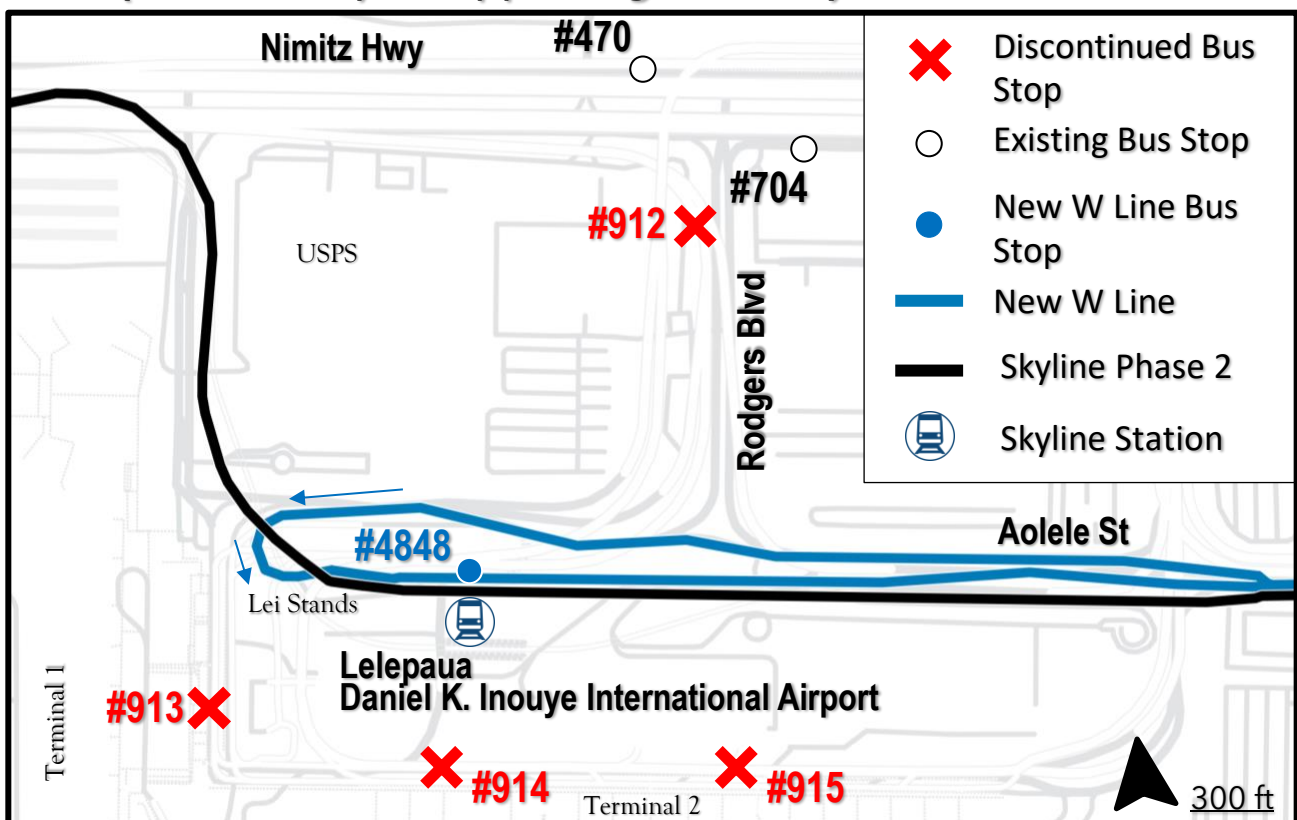 Nimitz Hwy
#470
#704
#912
USPS
Rodgers Blvd
Aolele St
#4848
Lei Stands
Lelepaua
Daniel K. Inouye International Airport
Terminal 1
#913
#914
#915
Terminal 2
300 ft
Discontinued Bus
Stop
Existing Bus Stop
New W Line Bus
Stop
New W Line
Skyline Phase 2
Skyline Station